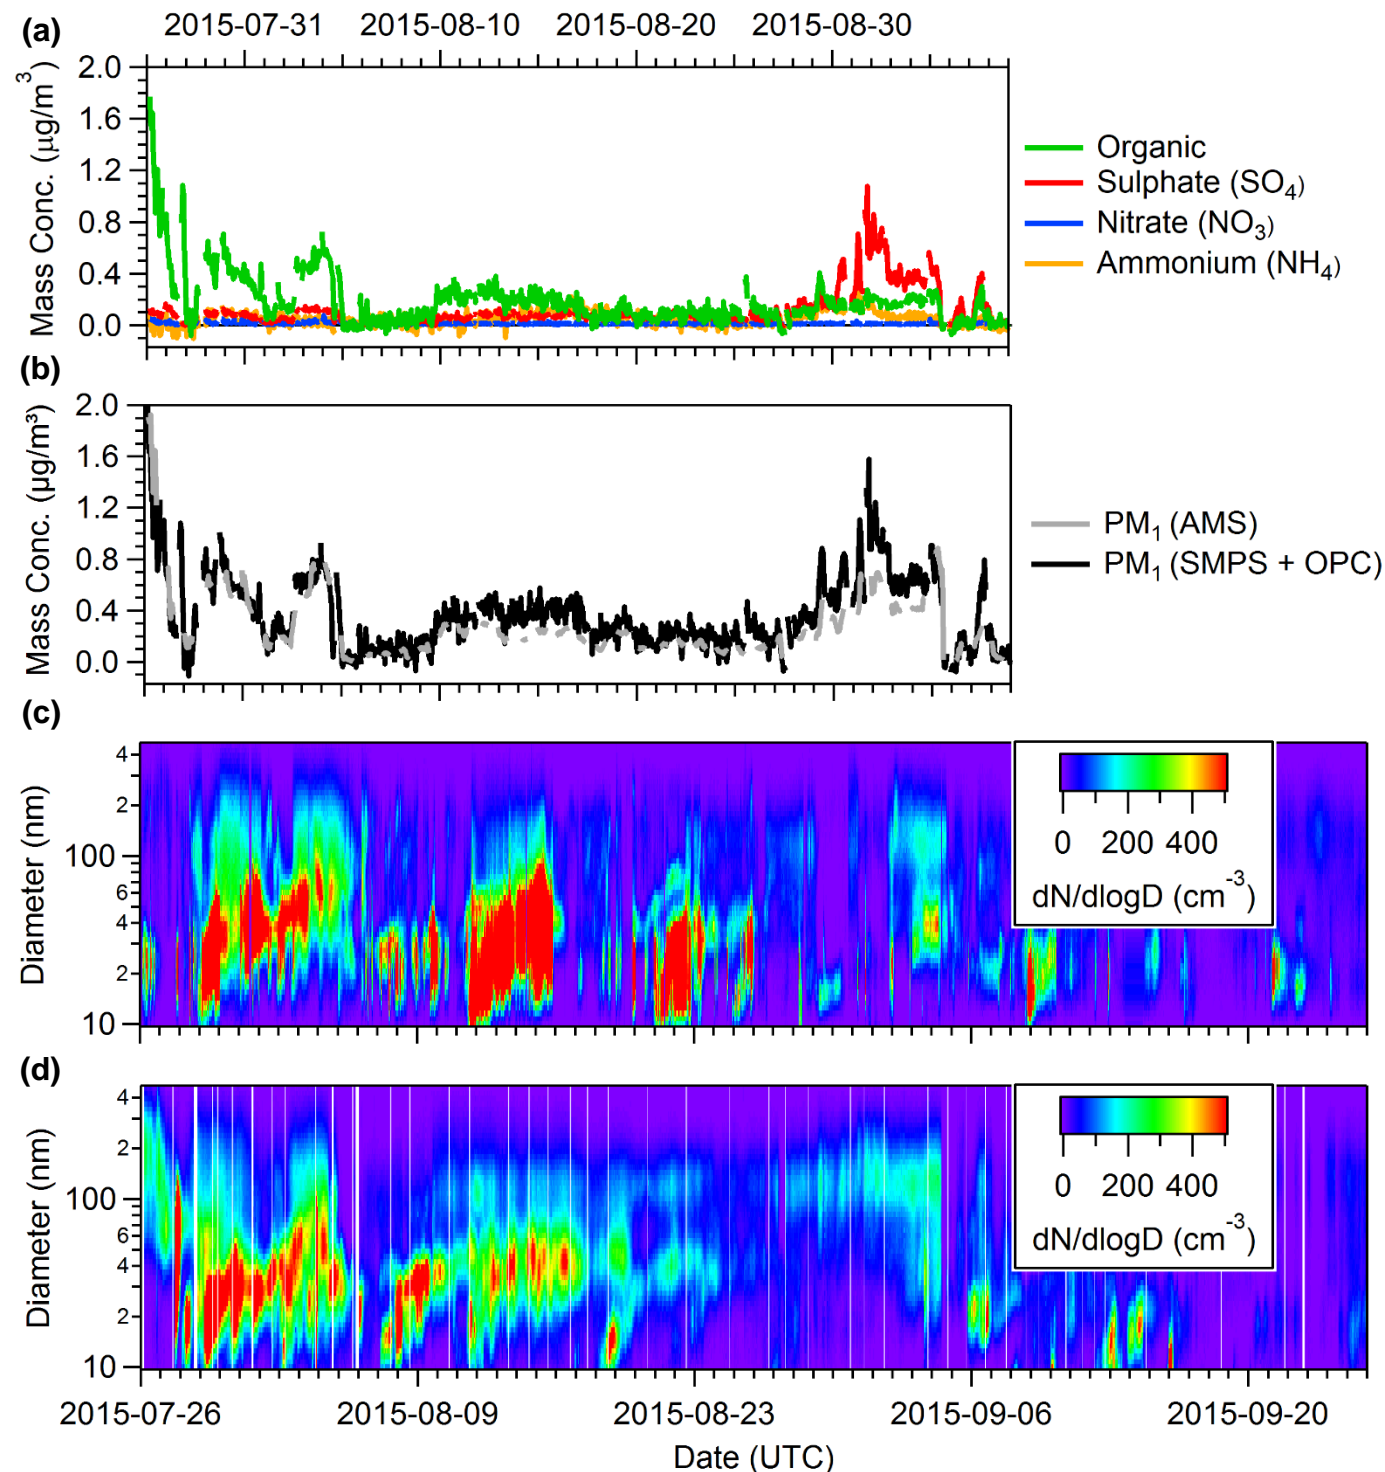 (a)
2015-07-31 2015-08-10 2015-08-20 2015-08-30
Mass Conc. (µg/m³)
2.0
1.6
1.2
0.8
0.4
0.0
Organic
Sulphate (SO₄)
Nitrate (NO₃)
Ammonium (NH₄)
(b)
Mass Conc. (µg/m³)
2.0
1.6
1.2
0.8
0.4
0.0
PM₁ (AMS)
PM₁ (SMPS + OPC)
(c)
Diameter (nm)
4
2
100
6
4
2
10
0 200 400
dN/dlogD (cm⁻³)
(d)
Diameter (nm)
4
2
100
6
4
2
10
0 200 400
dN/dlogD (cm⁻³)
2015-07-26 2015-08-09 2015-08-23 2015-09-06 2015-09-20
Date (UTC)